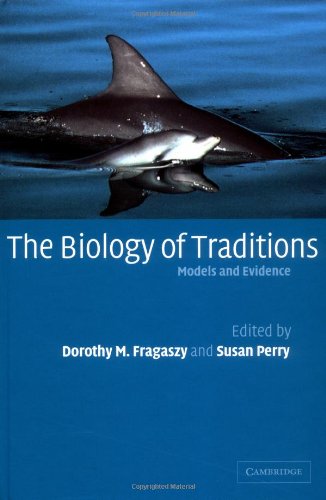 The Biology of Traditions
Models and Evidence
Edited by
Dorothy M. Fragaszy and Susan Perry
CAMBRIDGE